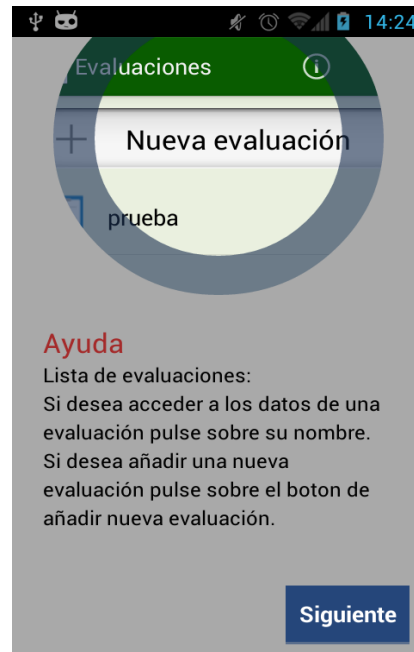 14:24
Evaluaciones
Nueva evaluación
prueba
Ayuda
Lista de evaluaciones:
Si desea acceder a los datos de una
evaluación pulse sobre su nombre.
Si desea añadir una nueva
evaluación pulse sobre el boton de
añadir nueva evaluación.
Siguiente